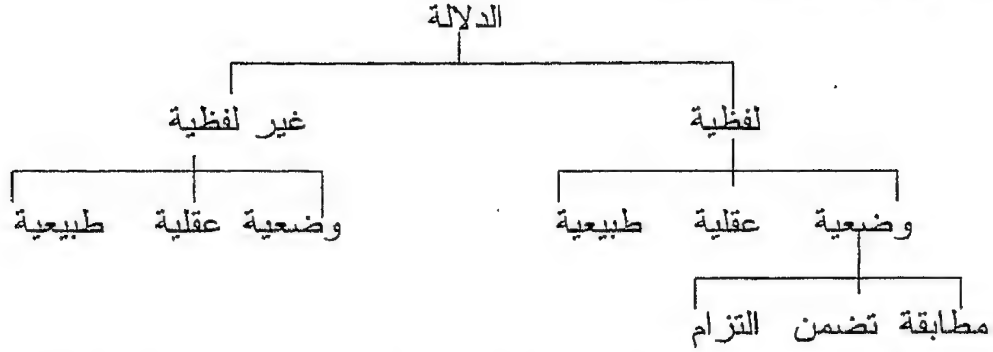 الدلالة
لفظية غير لفظية
وضعية عقلية طبيعية وضعية عقلية طبيعية
مطابقة تضمن التزام